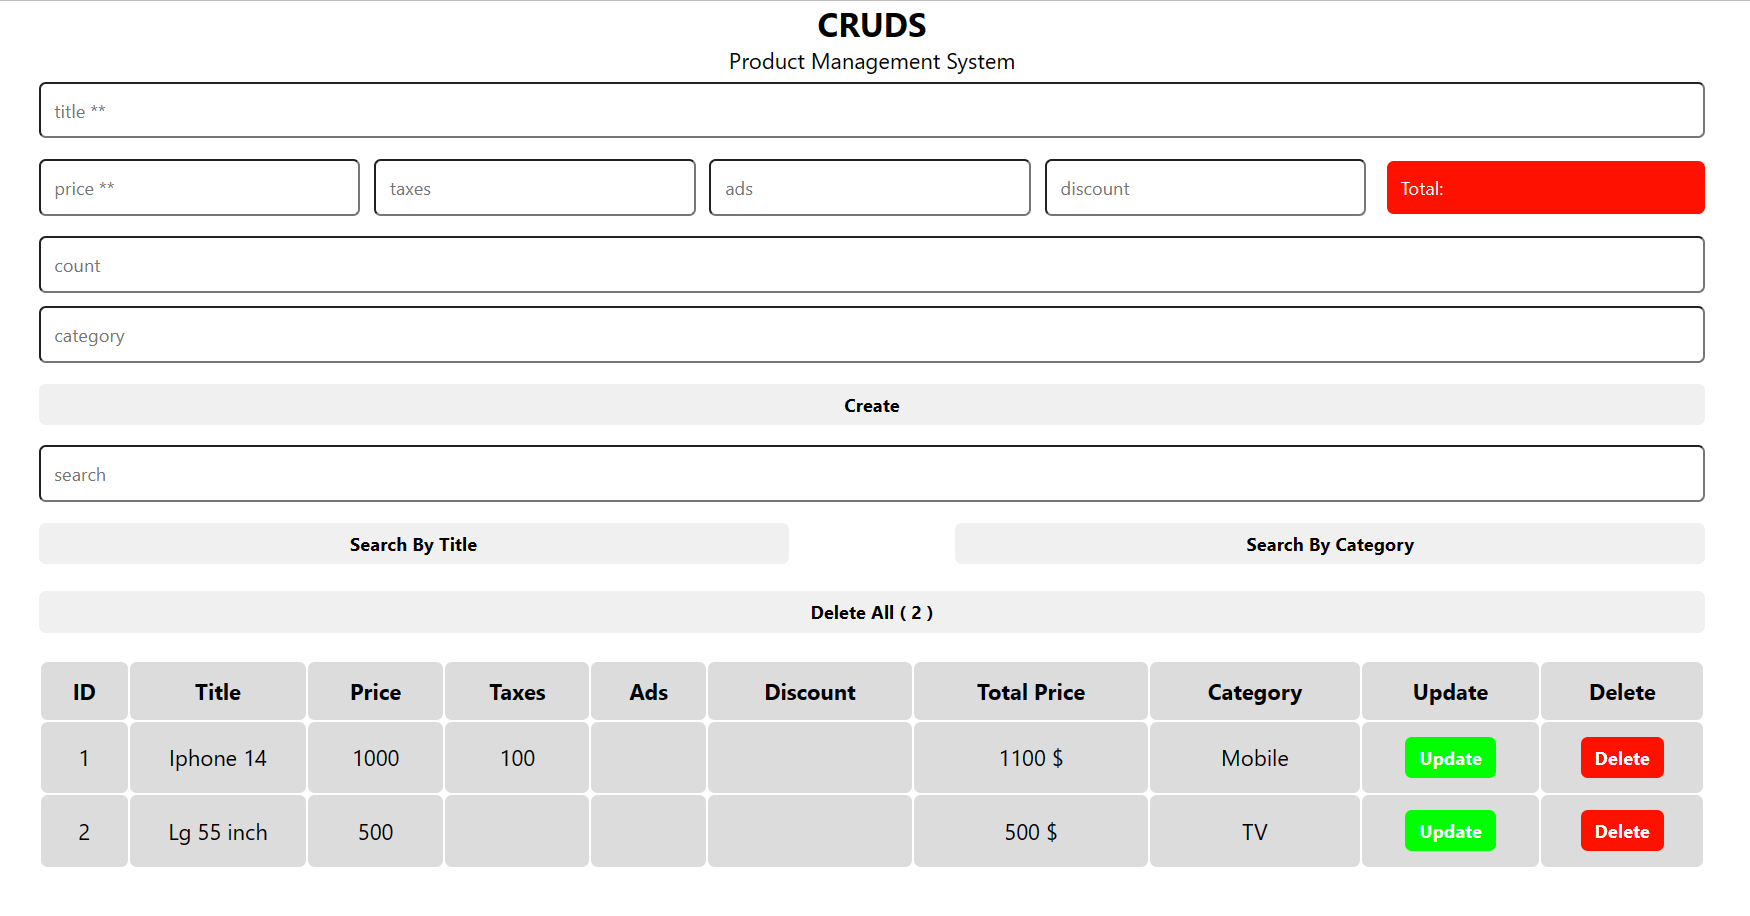 CRUDS
Product Management System
title **
price ** taxes ads discount Total:
count
category
Create
search
Search By Title Search By Category
Delete All ( 2 )
ID Title Price Taxes Ads Discount Total Price Category Update Delete
1 Iphone 14 1000 100 1100 $ Mobile Update Delete
2 Lg 55 inch 500 500 $ TV Update Delete